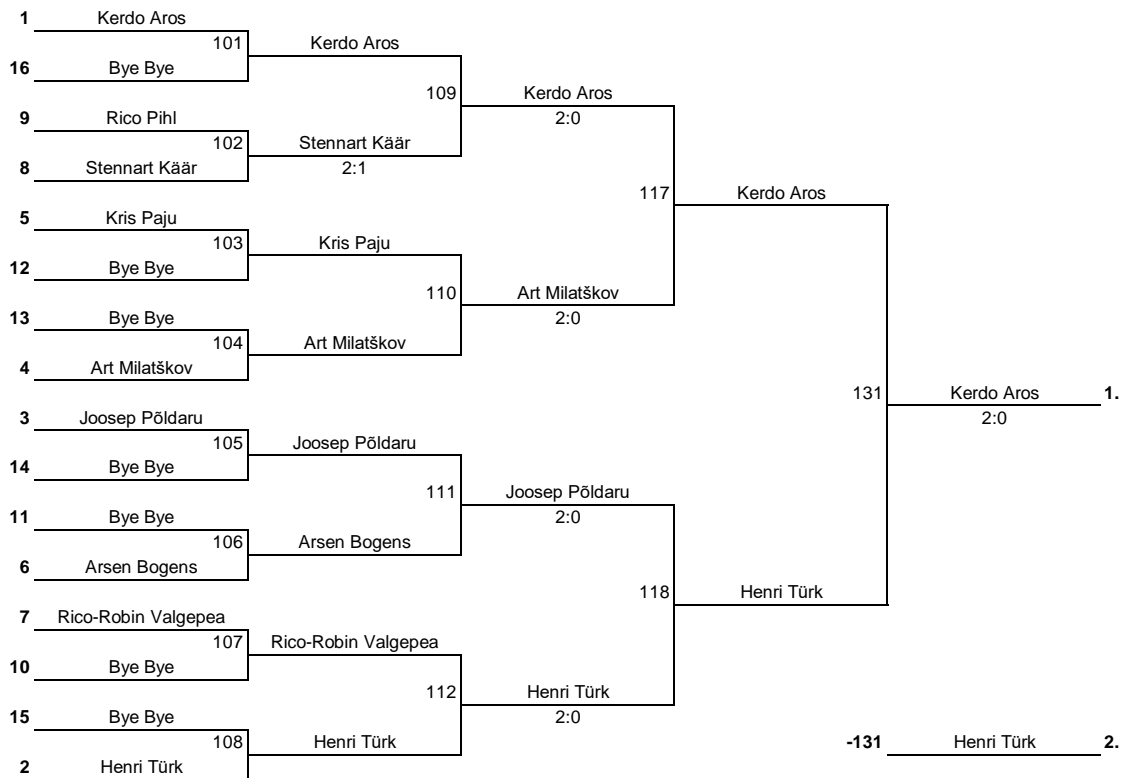 1 Kerdo Aros
101 Kerdo Aros
16 Bye Bye
109 Kerdo Aros
2:0
9 Rico Pihl
102 Stennart Käär
2:1
8 Stennart Käär
117 Kerdo Aros
5 Kris Paju
103 Kris Paju
12 Bye Bye
110 Art Milatškov
2:0
13 Bye Bye
104 Art Milatškov
4 Art Milatškov
131 Kerdo Aros 1.
2:0
3 Joosep Põldaru
105 Joosep Põldaru
14 Bye Bye
111 Joosep Põldaru
2:0
11 Bye Bye
106 Arsen Bogens
6 Arsen Bogens
118 Henri Türk
7 Rico-Robin Valgepea
107 Rico-Robin Valgepea
10 Bye Bye
112 Henri Türk
2:0
15 Bye Bye
108 Henri Türk
-131 Henri Türk 2.
2 Henri Türk